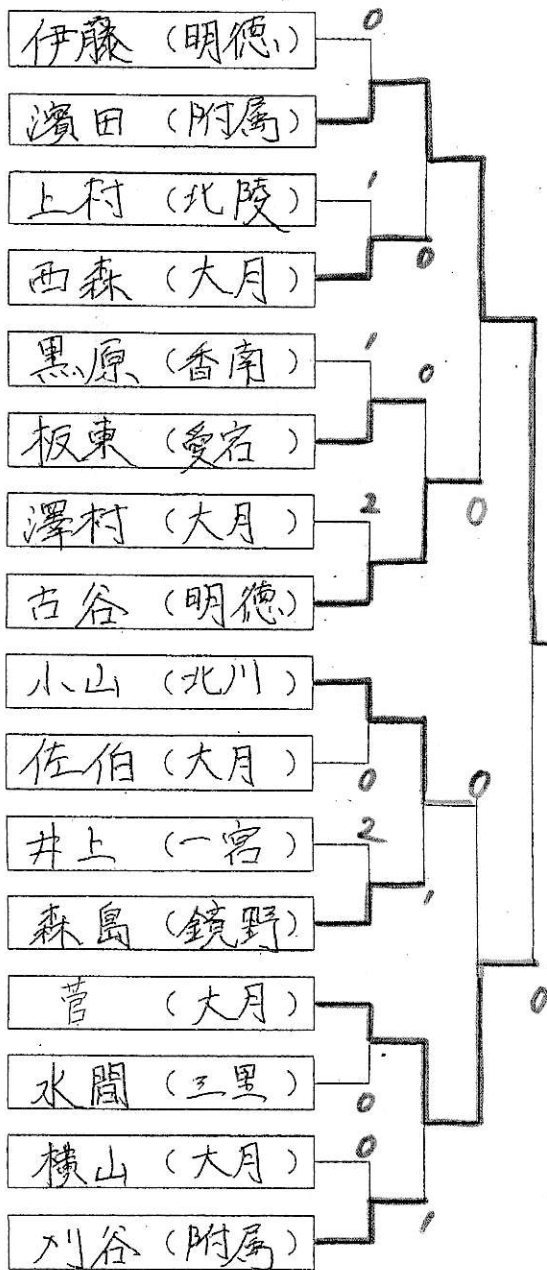 伊藤 (明徳) 0
濱田 (附属)
上村 (北陵) 1
西森 (大月) 0
黒原 (香南) 1 0
板東 (愛宕)
澤村 (大月) 2 0
古谷 (明徳)
小山 (北川)
佐伯 (大月) 0 0
井上 (一宮) 2
森島 (鏡野) 1
菅 (大月) 0
水間 (三里) 0
横山 (大月) 0
刈谷 (附属) 1